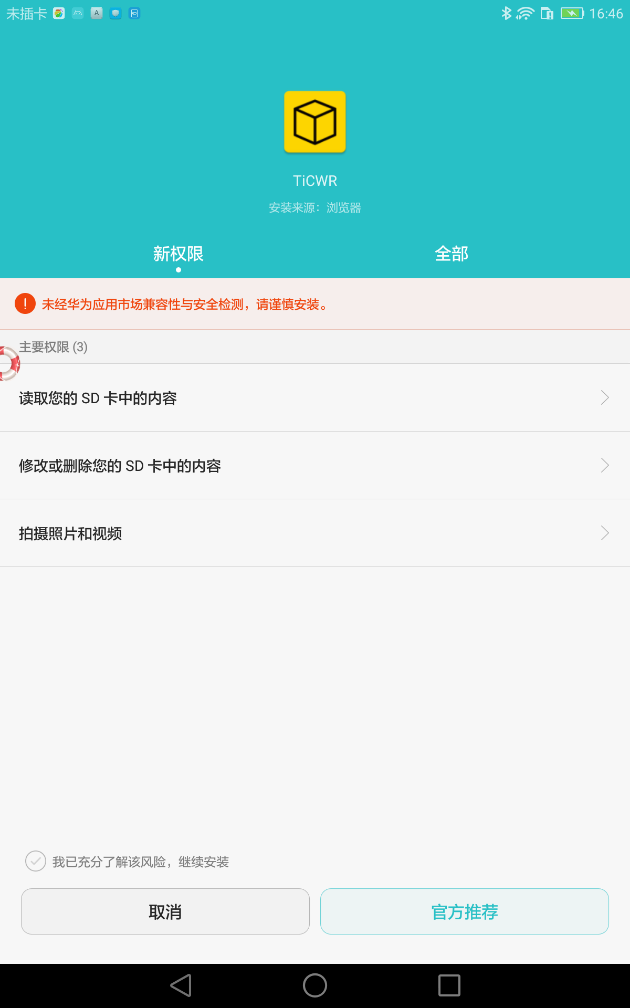 未插卡
16:46
TiCWR
安装来源：浏览器
新权限
全部
未经华为应用市场兼容性与安全检测，请谨慎安装。
主要权限 (3)
读取您的 SD 卡中的内容
修改或删除您的 SD 卡中的内容
拍摄照片和视频
我已充分了解该风险，继续安装
取消
官方推荐